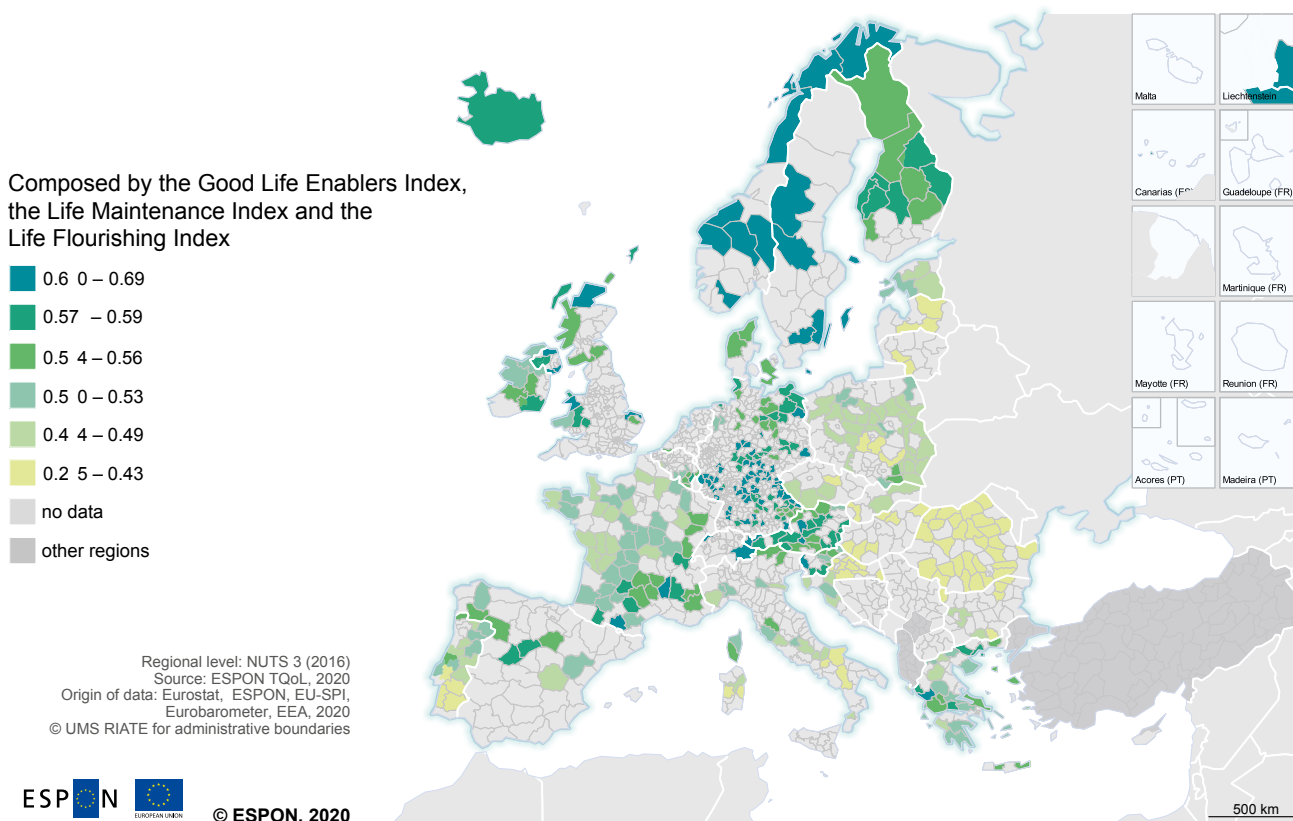 Composed by the Good Life Enablers Index,
the Life Maintenance Index and the
Life Flourishing Index
0.6 0 – 0.69
0.57 – 0.59
0.5 4 – 0.56
0.5 0 – 0.53
0.4 4 – 0.49
0.2 5 – 0.43
no data
other regions
Regional level: NUTS 3 (2016)
Source: ESPON TQoL, 2020
Origin of data: Eurostat, ESPON, EU-SPI,
Eurobarometer, EEA, 2020
© UMS RIATE for administrative boundaries
ESPON
EUROPEAN UNION
© ESPON, 2020
Malta
Liechtenstein
Canarias (ES)
Guadeloupe (FR)
Martinique (FR)
Mayotte (FR)
Reunion (FR)
Acores (PT)
Madeira (PT)
500 km